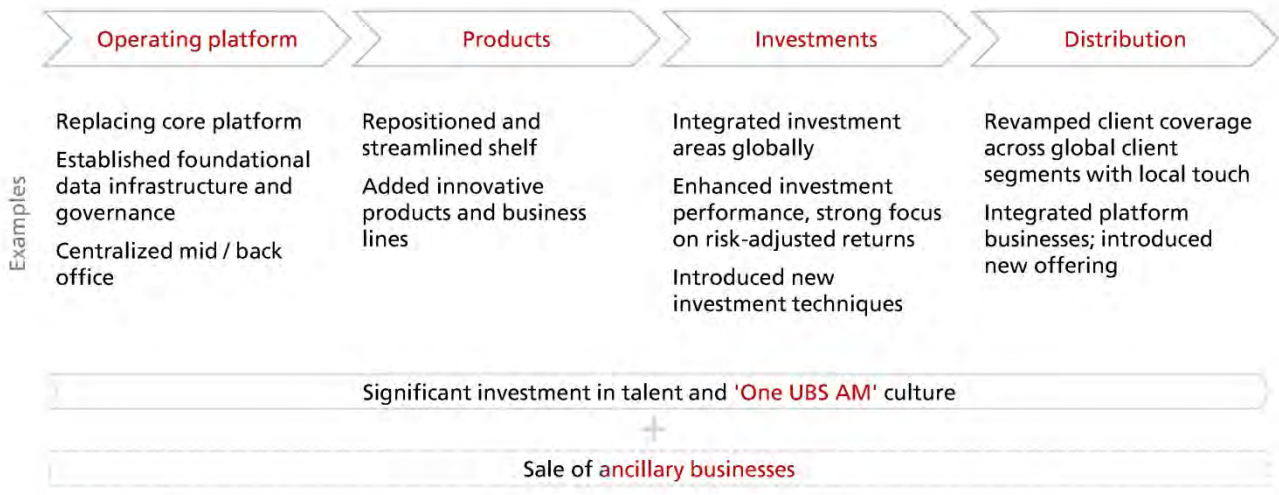 Operating platform
Products
Investments
Distribution
Examples
Replacing core platform
Established foundational
data infrastructure and
governance
Centralized mid / back
office
Repositioned and
streamlined shelf
Added innovative
products and business
lines
Integrated investment
areas globally
Enhanced investment
performance, strong focus
on risk-adjusted returns
Introduced new
investment techniques
Revamped client coverage
across global client
segments with local touch
Integrated platform
businesses; introduced
new offering
Significant investment in talent and 'One UBS AM' culture
+
Sale of ancillary businesses